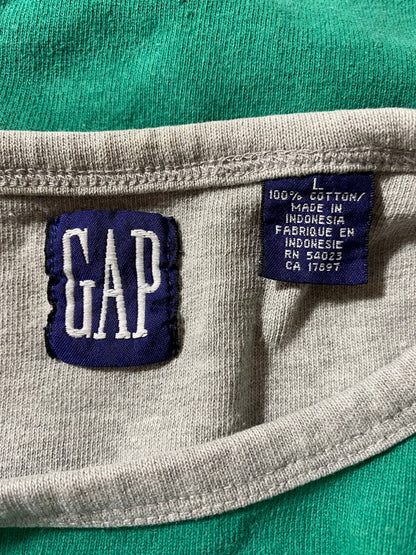 GAP
L
100% COTTON/
MADE IN
INDONESIA
FABRIQUE EN
INDONESIE
RN 54023
CA 17897